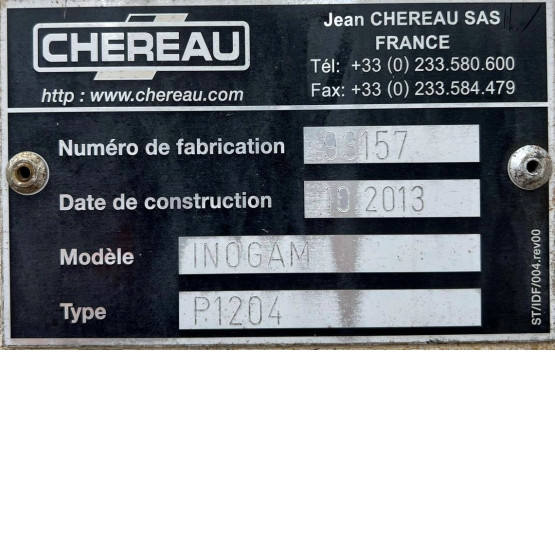 CHEREAU
http : www.chereau.com
Jean CHEREAU SAS
FRANCE
Tél: +33 (0) 233.580.600
Fax: +33 (0) 233.584.479
Numéro de fabrication
Date de construction 10.2013
Modèle INOGAM
Type P1204
ST/IDF/004.rev00